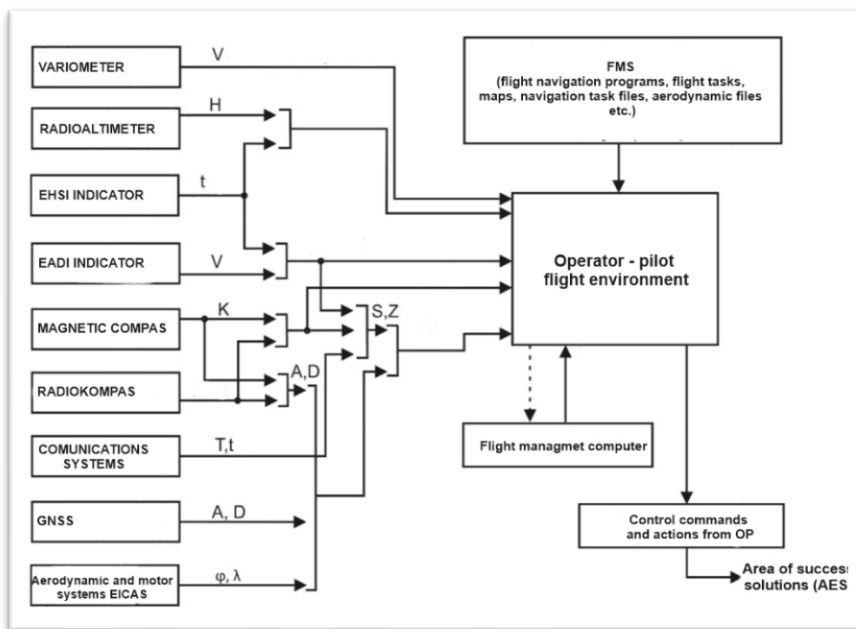 VARIOMETER
V
RADIOALTIMETER
H
EHSI INDICATOR
t
EADI INDICATOR
V
MAGNETIC COMPAS
K
RADIOKOMPAS
A,D
COMUNICATIONS
SYSTEMS
T,t
GNSS
A, D
Aerodynamic and motor
systems EICAS
φ, λ
S,Z
FMS
(flight navigation programs, flight tasks,
maps, navigation task files, aerodynamic files
etc.)
Operator - pilot
flight environment
Flight managmet computer
Control commands
and actions from OP
Area of success
solutions (AES